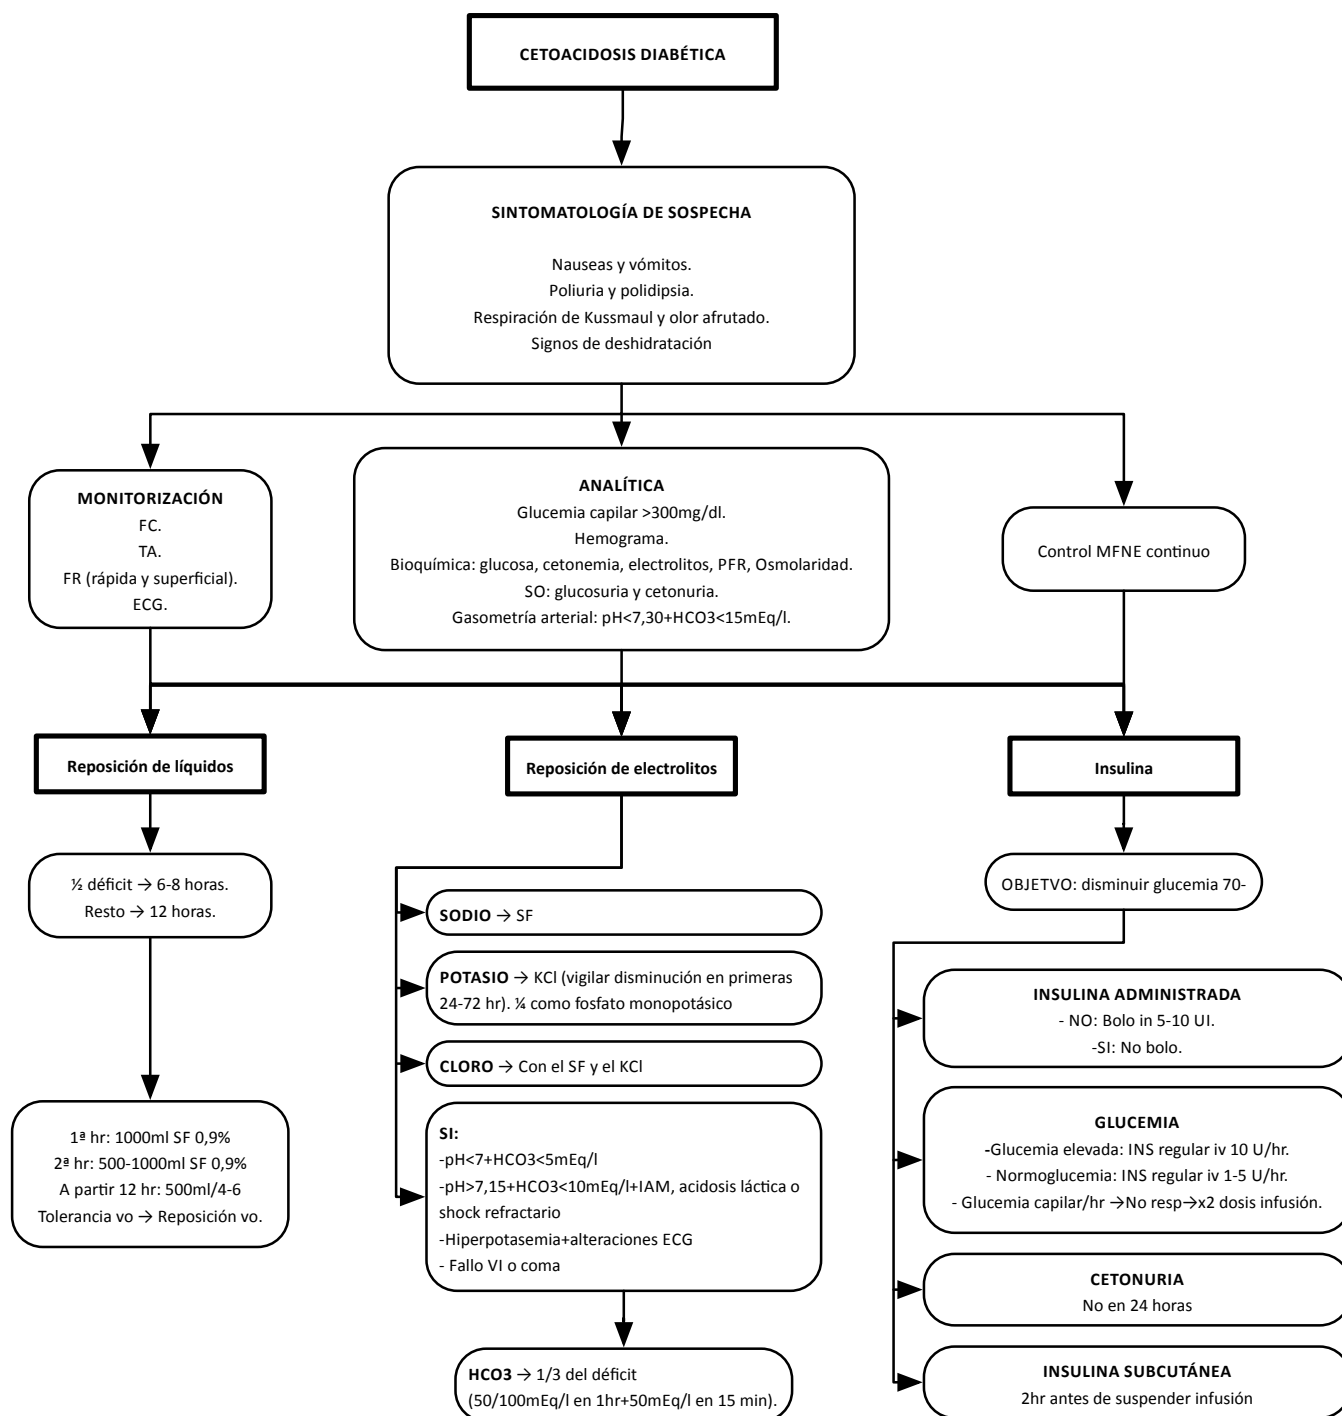 CETOACIDOSIS DIABÉTICA
SINTOMATOLOGÍA DE SOSPECHA
Nauseas y vómitos.
Poliuria y polidipsia.
Respiración de Kussmaul y olor afrutado.
Signos de deshidratación
MONITORIZACIÓN
FC.
TA.
FR (rápida y superficial).
ECG.
ANALÍTICA
Glucemia capilar >300mg/dl.
Hemograma.
Bioquímica: glucosa, cetonemia, electrolitos, PFR, Osmolaridad.
SO: glucosuria y cetonuria.
Gasometría arterial: pH<7,30+HCO3<15mEq/l.
Control MFNE continuo
Reposición de líquidos
½ déficit → 6-8 horas.
Resto → 12 horas.
1ª hr: 1000ml SF 0,9%
2ª hr: 500-1000ml SF 0,9%
A partir 12 hr: 500ml/4-6
Tolerancia vo → Reposición vo.
Reposición de electrolitos
SODIO → SF
POTASIO → KCl (vigilar disminución en primeras
24-72 hr). ¼ como fosfato monopotásico
CLORO → Con el SF y el KCl
SI:
-pH<7+HCO3<5mEq/l
-pH>7,15+HCO3<10mEq/l+IAM, acidosis láctica o
shock refractario
-Hiperpotasemia+alteraciones ECG
- Fallo VI o coma
HCO3 → 1/3 del déficit
(50/100mEq/l en 1hr+50mEq/l en 15 min).
Insulina
OBJETVO: disminuir glucemia 70-
INSULINA ADMINISTRADA
- NO: Bolo in 5-10 UI.
-SI: No bolo.
GLUCEMIA
-Glucemia elevada: INS regular iv 10 U/hr.
- Normoglucemia: INS regular iv 1-5 U/hr.
- Glucemia capilar/hr →No resp→x2 dosis infusión.
CETONURIA
No en 24 horas
INSULINA SUBCUTÁNEA
2hr antes de suspender infusión